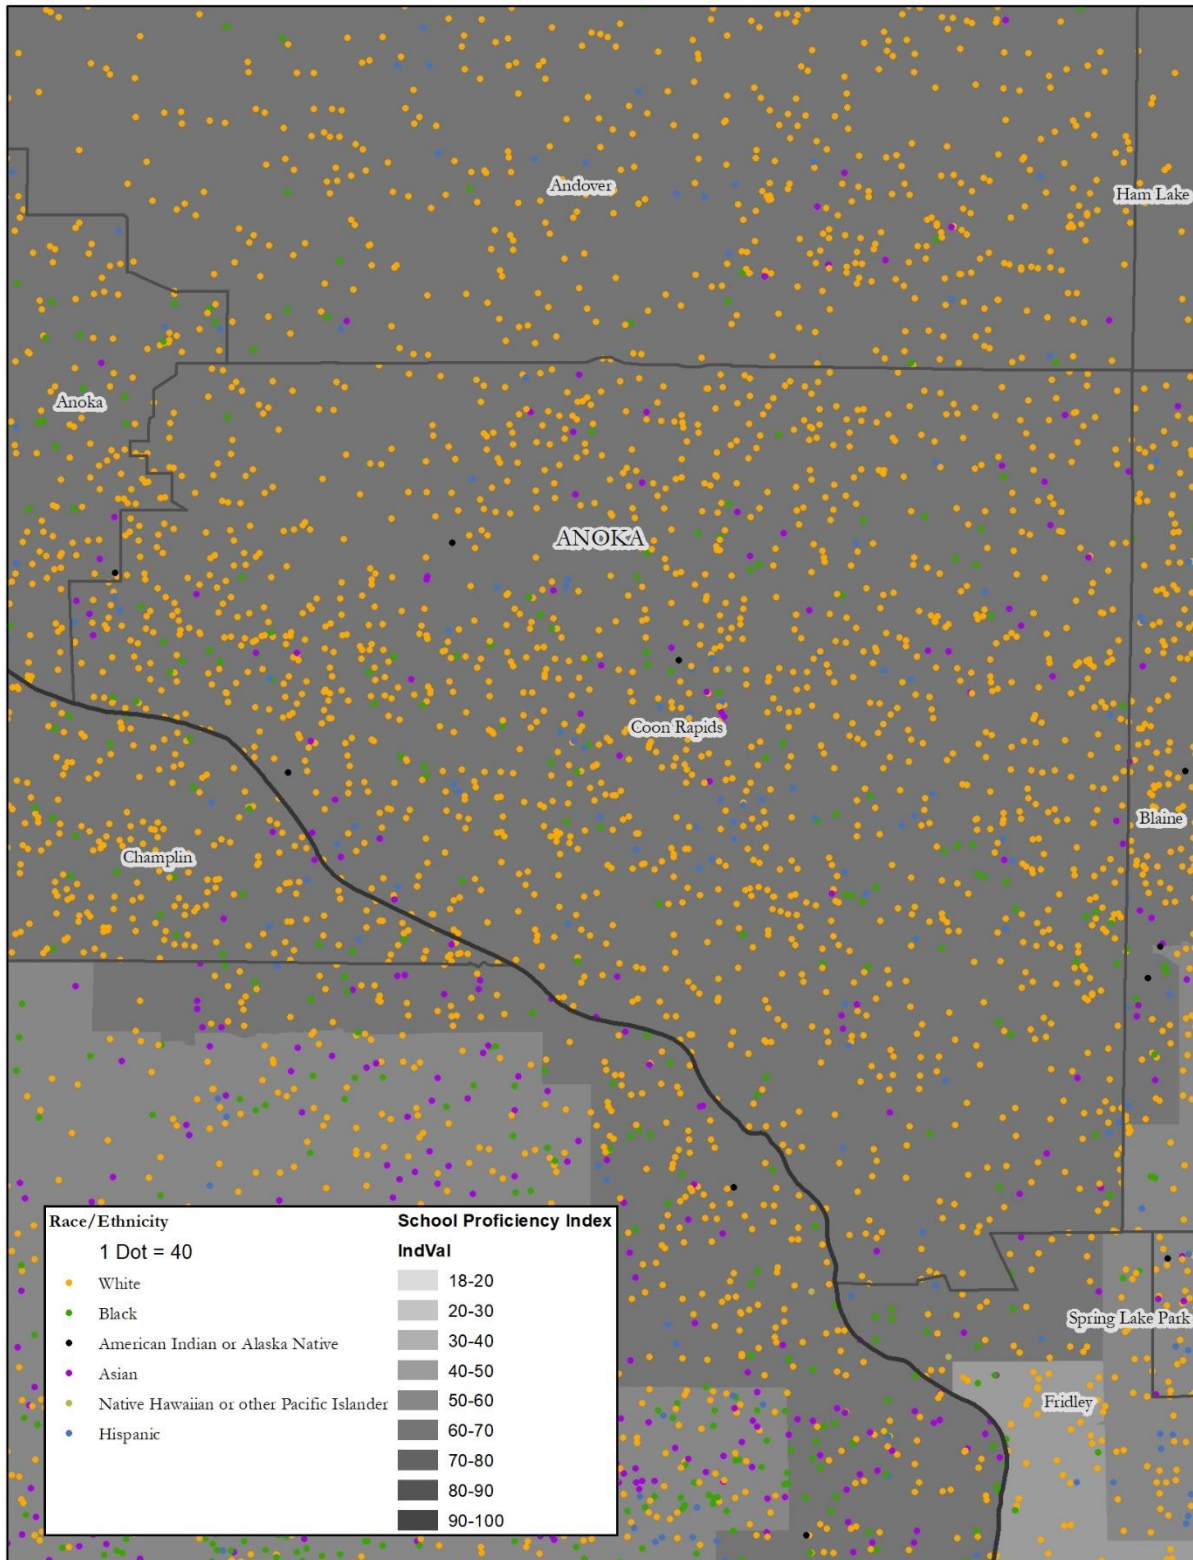 Andover
Ham Lake
Anoka
ANOKA
Coon Rapids
Blaine
Champlin
Spring Lake Park
Fridley
Race/Ethnicity
1 Dot = 40
White
Black
American Indian or Alaska Native
Asian
Native Hawaiian or other Pacific Islander
Hispanic
School Proficiency Index
IndVal
18-20
20-30
30-40
40-50
50-60
60-70
70-80
80-90
90-100